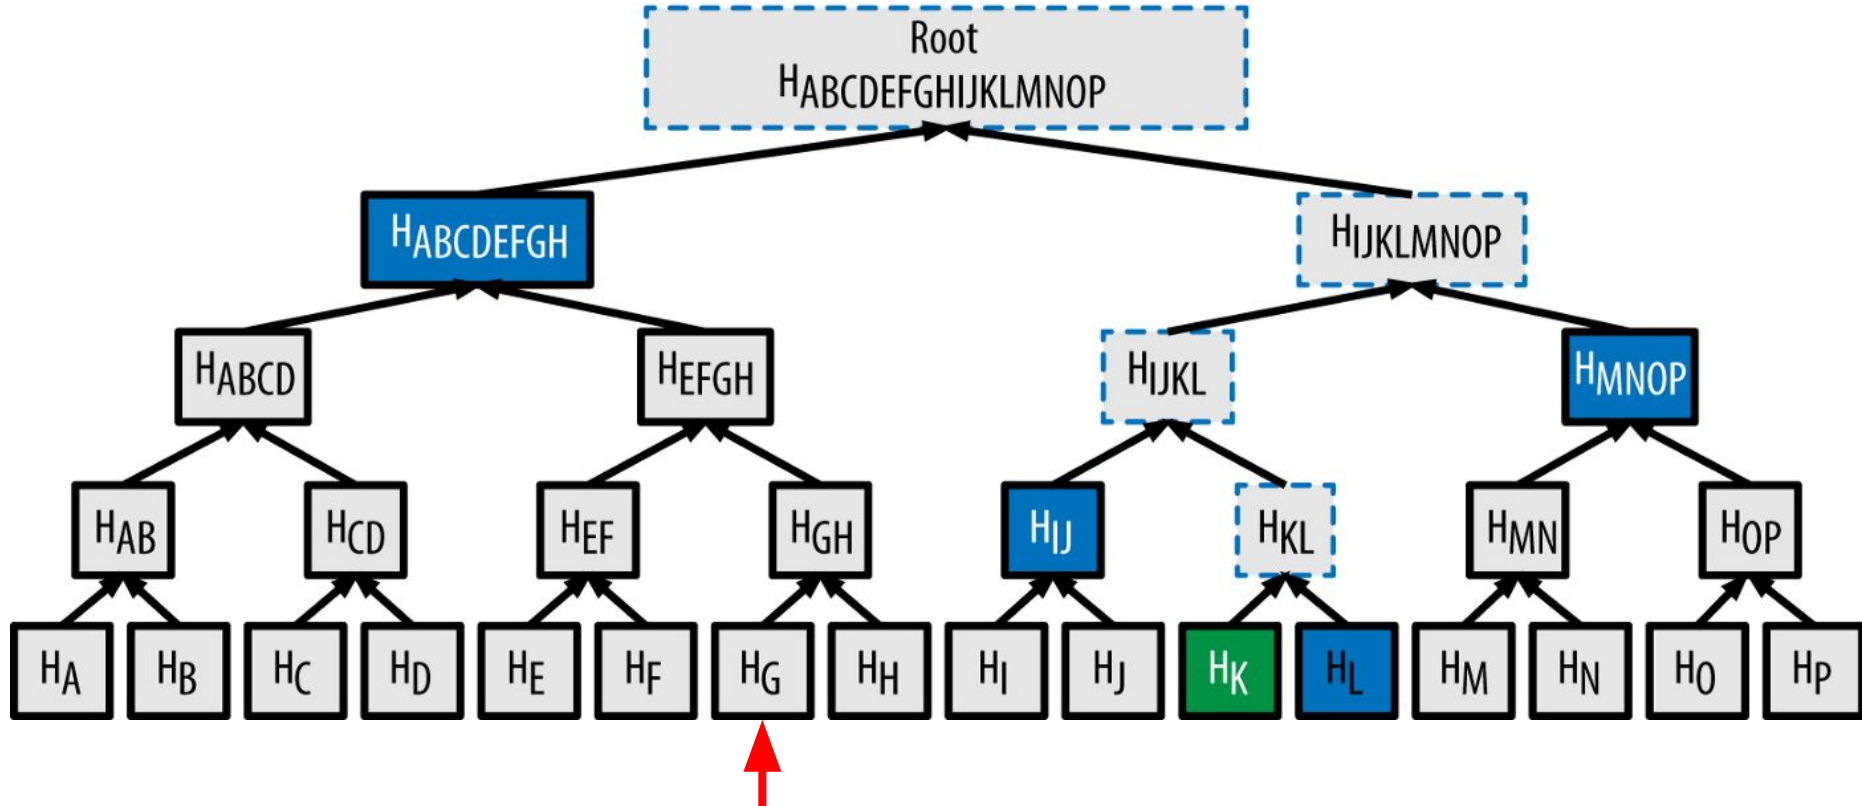 Root
HABCDEFGHIJKLMNOP
HABCDEFGH
HIJKLMNOP
HABCD
HEFGH
HIJKL
HMNOP
HAB
HCD
HEF
HGH
HIJ
HKL
HMN
HOP
HA
HB
HC
HD
HE
HF
HG
HH
HI
HJ
HK
HL
HM
HN
HO
HP